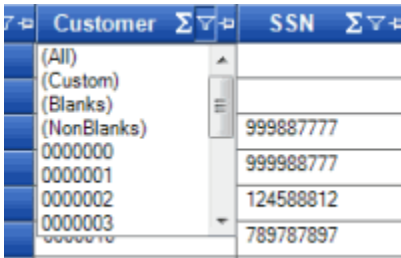 Customer Σ SSN Σ
(All)
(Custom)
(Blanks)
(NonBlanks) 999887777
0000000
0000001 999988777
0000002 124588812
0000003 789787897